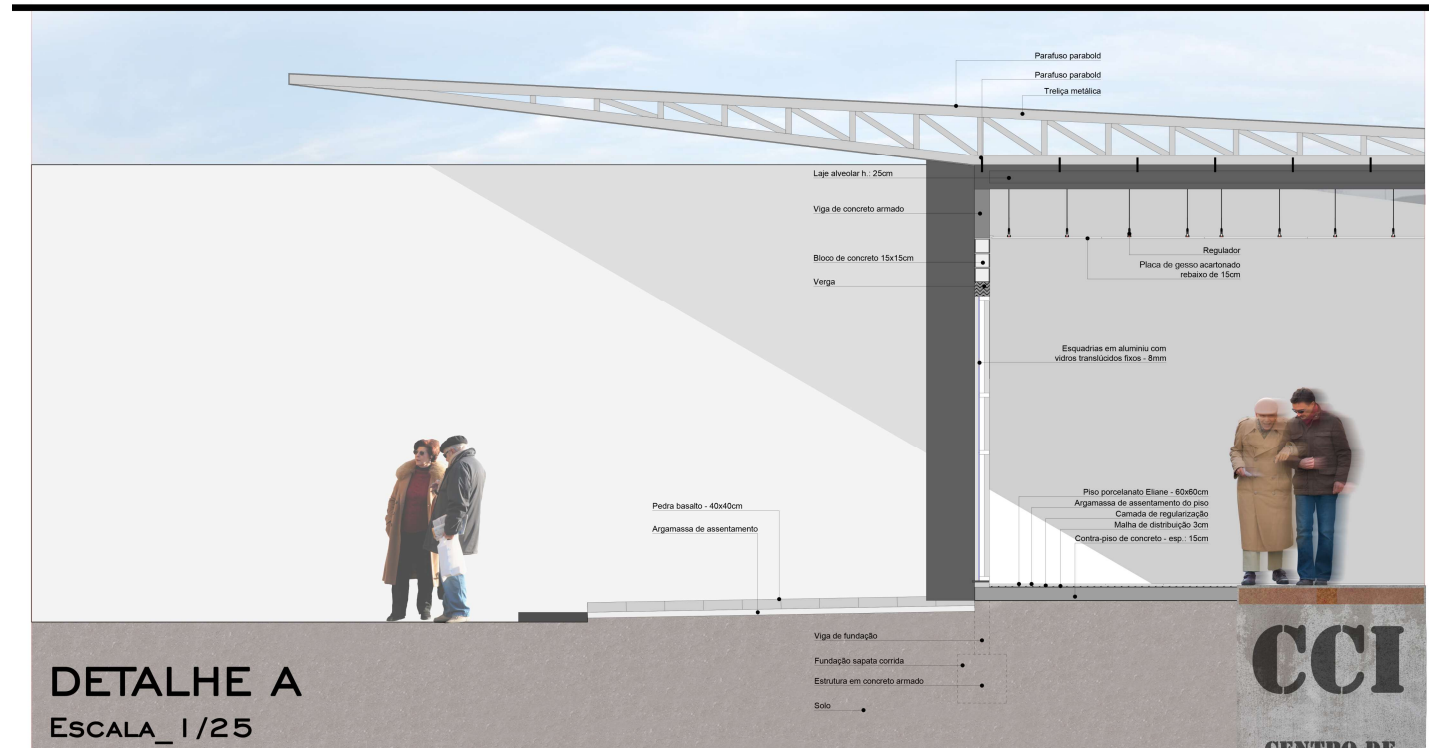 Parafuso parabold
Parafuso parabold
Treliça metálica
Laje alveolar h.: 25cm
Viga de concreto armado
Bloco de concreto 15x15cm
Verga
Regulador
Placa de gesso acartonado
rebaixo de 15cm
Esquadrias em aluminiu com
vidros translúcidos fixos - 8mm
Pedra basalto - 40x40cm
Argamassa de assentamento
Piso porcelanato Eliane - 60x60cm
Argamassa de assentamento do piso
Camada de regularização
Malha de distribuição 3cm
Contra-piso de concreto - esp.: 15cm
Viga de fundação
Fundação sapata corrida
Estrutura em concreto armado
Solo
DETALHE A
ESCALA_1/25
CCI
CENTRO DE